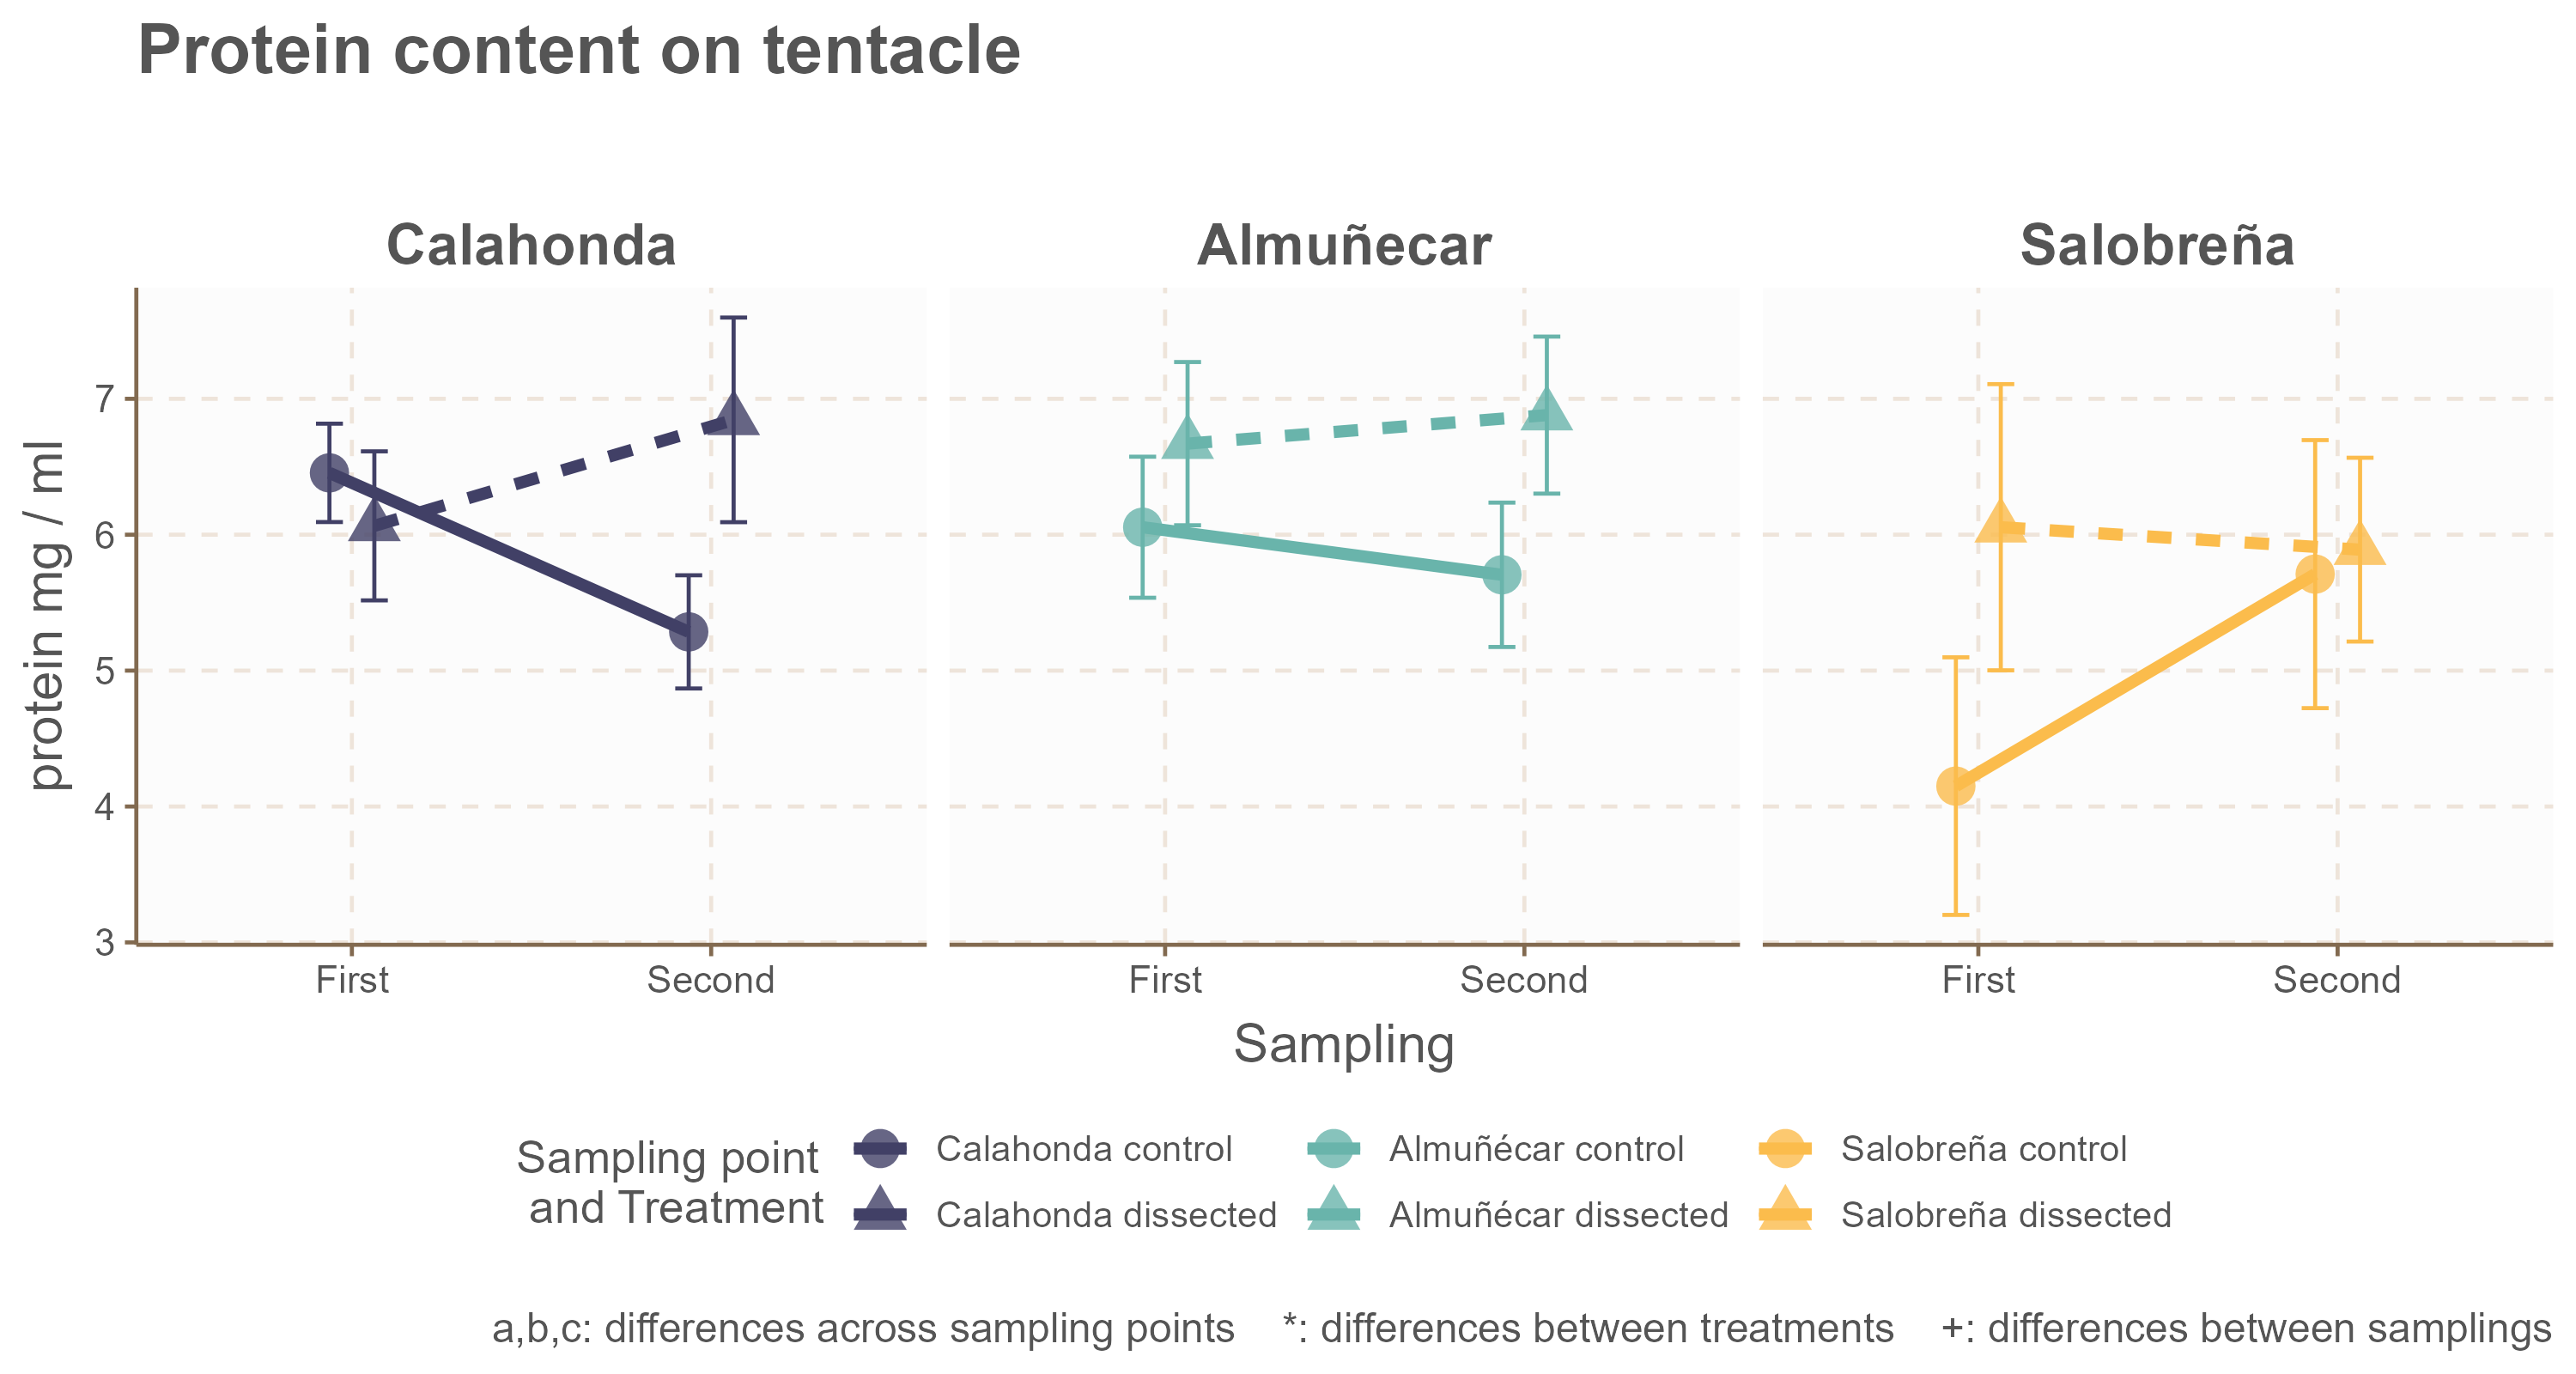 Protein content on tentacle
Calahonda
Almuñecar
Salobreña
protein mg / ml
7
6
5
4
3
First
Second
First
Second
First
Second
Sampling
Sampling point
and Treatment
Calahonda control
Almuñécar control
Salobreña control
Calahonda dissected
Almuñécar dissected
Salobreña dissected
a,b,c: differences across sampling points *: differences between treatments +: differences between samplings